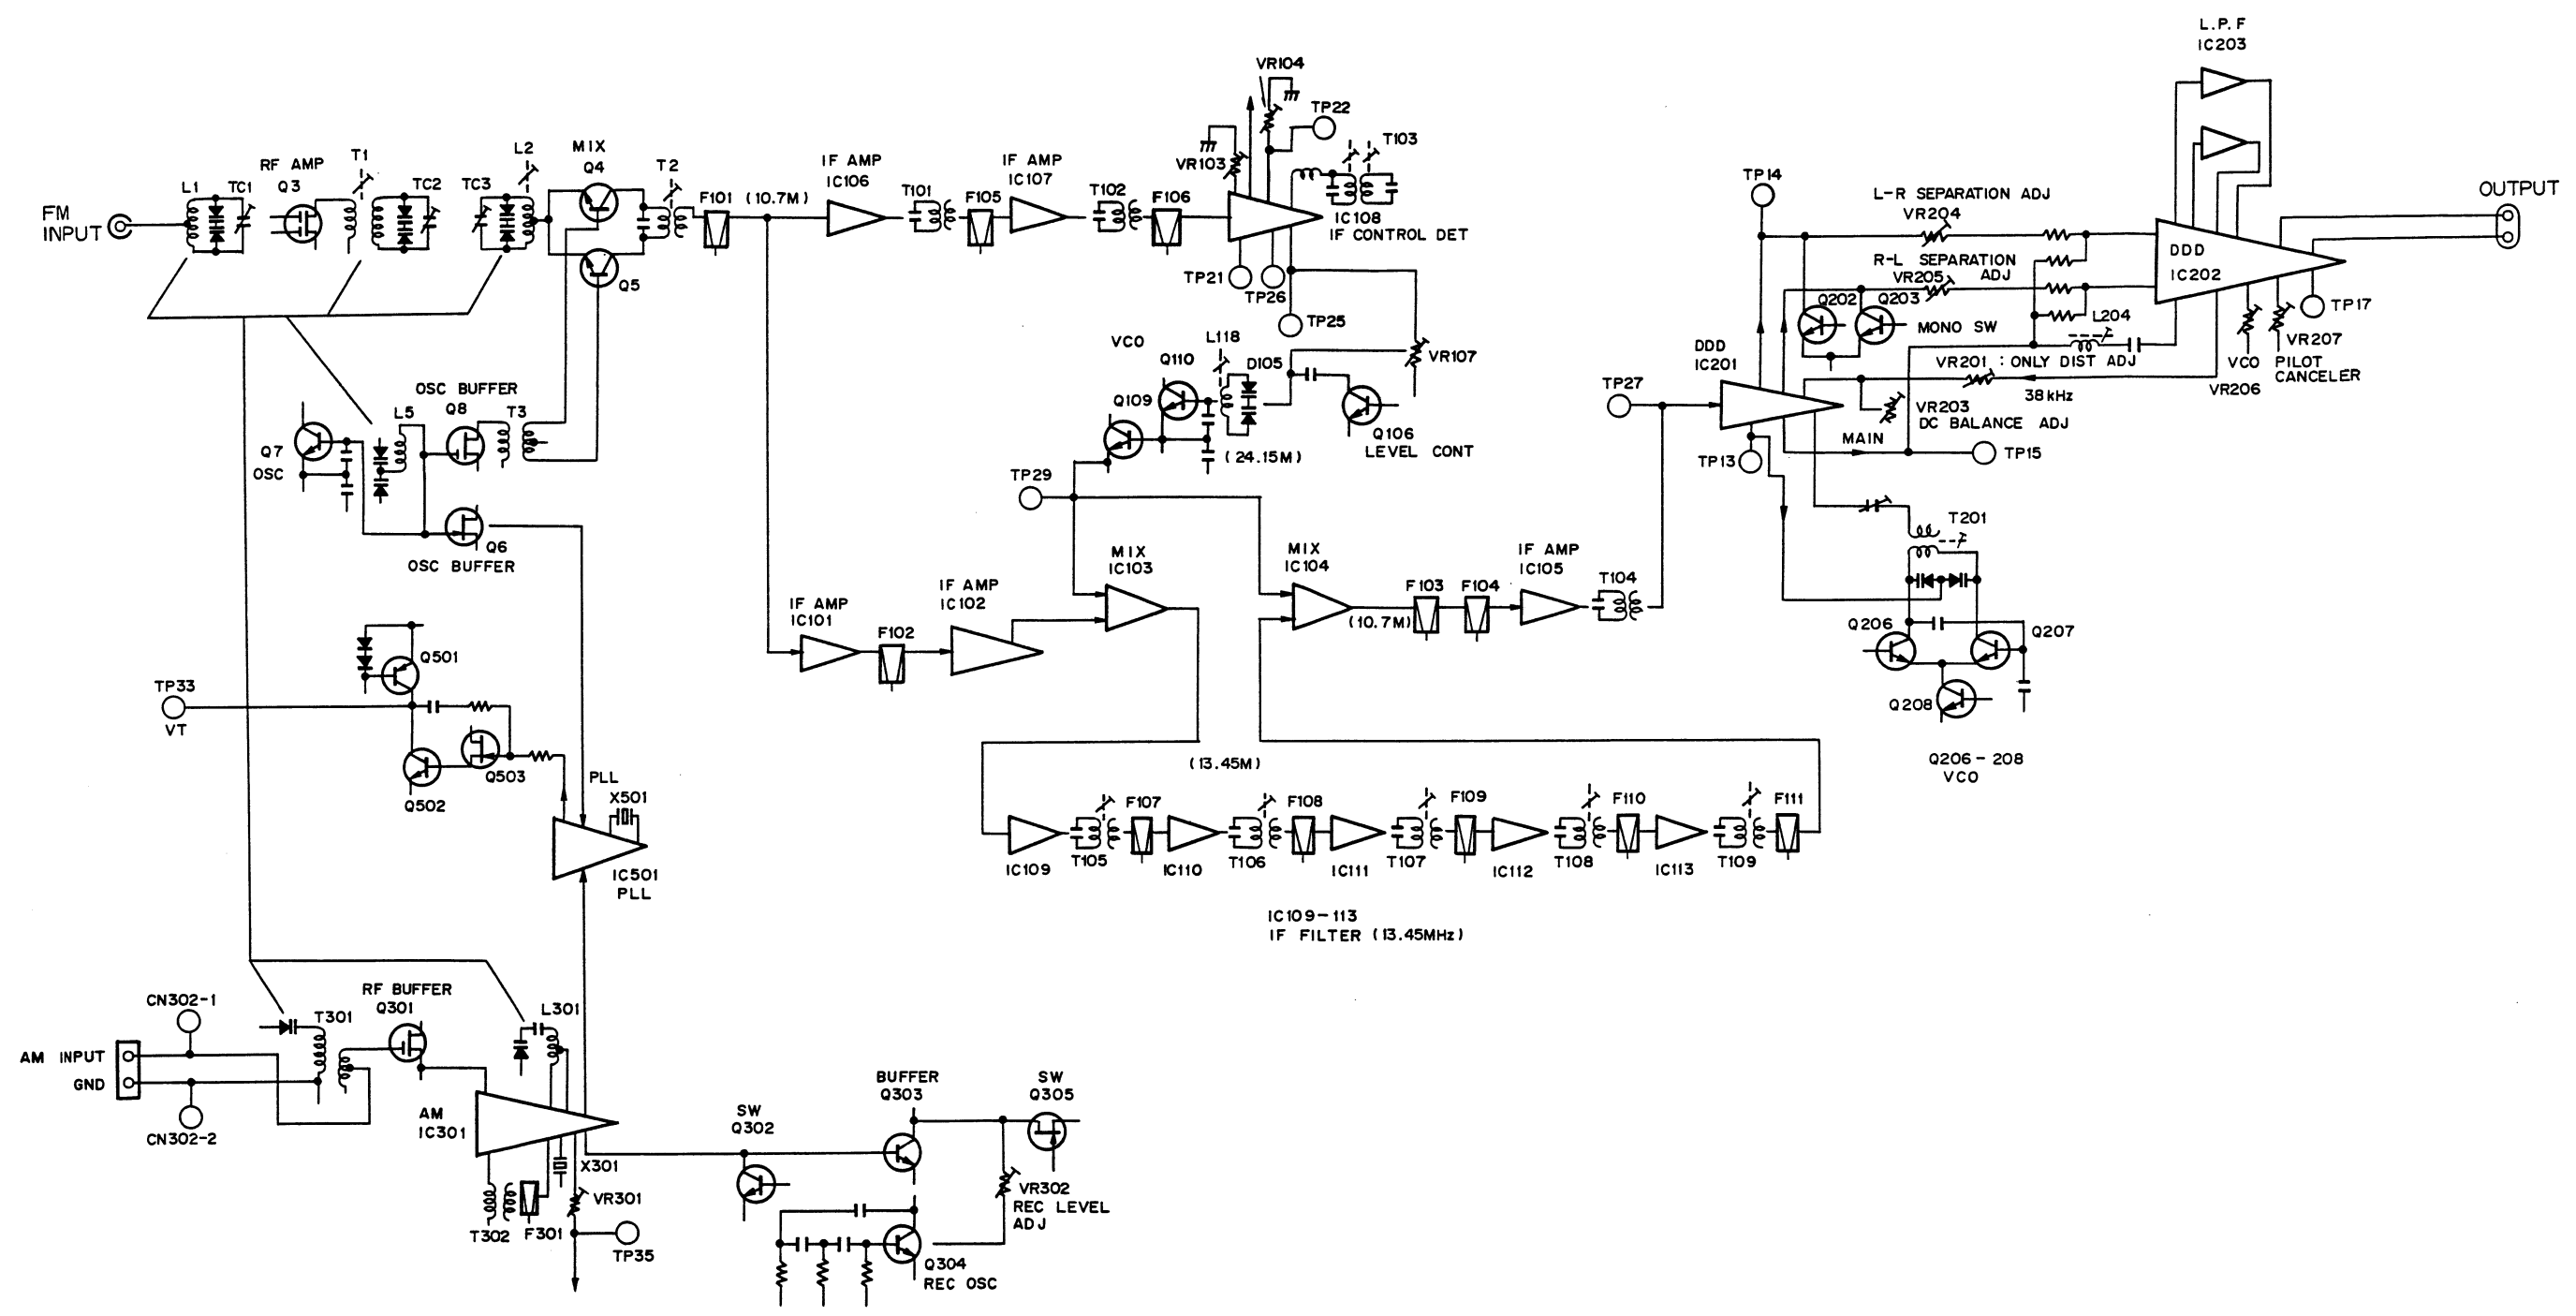 L.P.F
IC203
VR104
TP22
T103
VR103
IC108
IF CONTROL DET
TP21
TP26
TP25
FM
INPUT
L1
TC1
RF AMP
Q3
T1
TC2
TC3
L2
MIX
Q4
Q5
T2
F101 (10.7M)
IF AMP
IC106
T101
F105
IF AMP
IC107
T102
F106
TP14
L-R SEPARATION ADJ
VR204
R-L SEPARATION
VR205 ADJ
Q202
Q203
MONO SW
DDD
IC202
OUTPUT
TP17
L204
VR201 : ONLY DIST ADJ
VCO
VR206
VR207
PILOT
CANCELER
38kHz
DDD
IC201
VR203
DC BALANCE ADJ
MAIN
TP15
TP13
TP27
VCO
Q110
L118
D105
VR107
Q109
Q106
LEVEL CONT
(24.15M)
TP29
OSC BUFFER
Q8
L5
T3
Q7
OSC
Q6
OSC BUFFER
MIX
IC103
MIX
IC104
(10.7M)
F103
F104
IF AMP
IC105
T104
T201
Q206
Q207
Q208
Q206-208
VCO
IF AMP
IC101
F102
IF AMP
IC102
Q501
TP33
VT
Q503
Q502
PLL
X501
IC501
PLL
(13.45M)
IC109
T105
F107
IC110
T106
F108
IC111
T107
F109
IC112
T108
F110
IC113
T109
F111
IC109-113
IF FILTER (13.45MHz)
CN302-1
AM INPUT
GND
CN302-2
T301
RF BUFFER
Q301
L301
AM
IC301
X301
VR301
T302
F301
TP35
SW
Q302
BUFFER
Q303
SW
Q305
VR302
REC LEVEL
ADJ
Q304
REC OSC